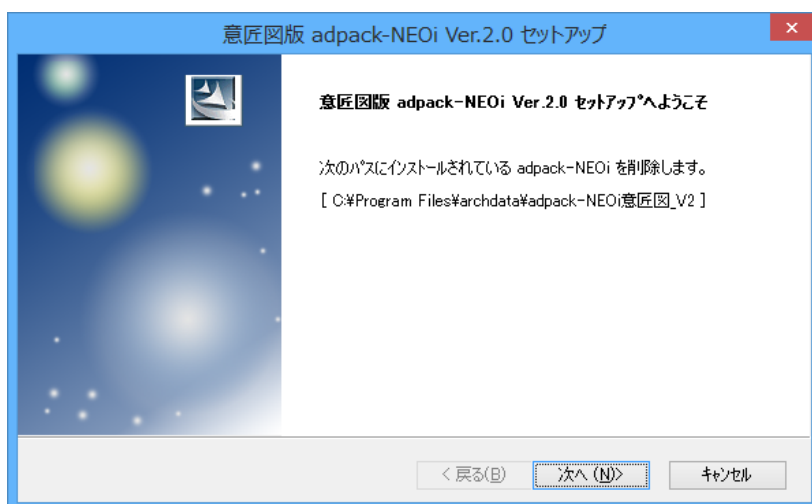 意匠図版 adpack-NEOi Ver.2.0 セットアップ
意匠図版 adpack-NEOi Ver.2.0 ｾｯﾄｱｯﾌﾟへようこそ
次のﾊﾟｽにｲﾝｽﾄｰﾙされている adpack-NEOi を削除します。
[ C:¥Program Files¥archdata¥adpack-NEOi意匠図_V2 ]
< 戻る(B)
次へ (N)>
ｷｬﾝｾﾙ